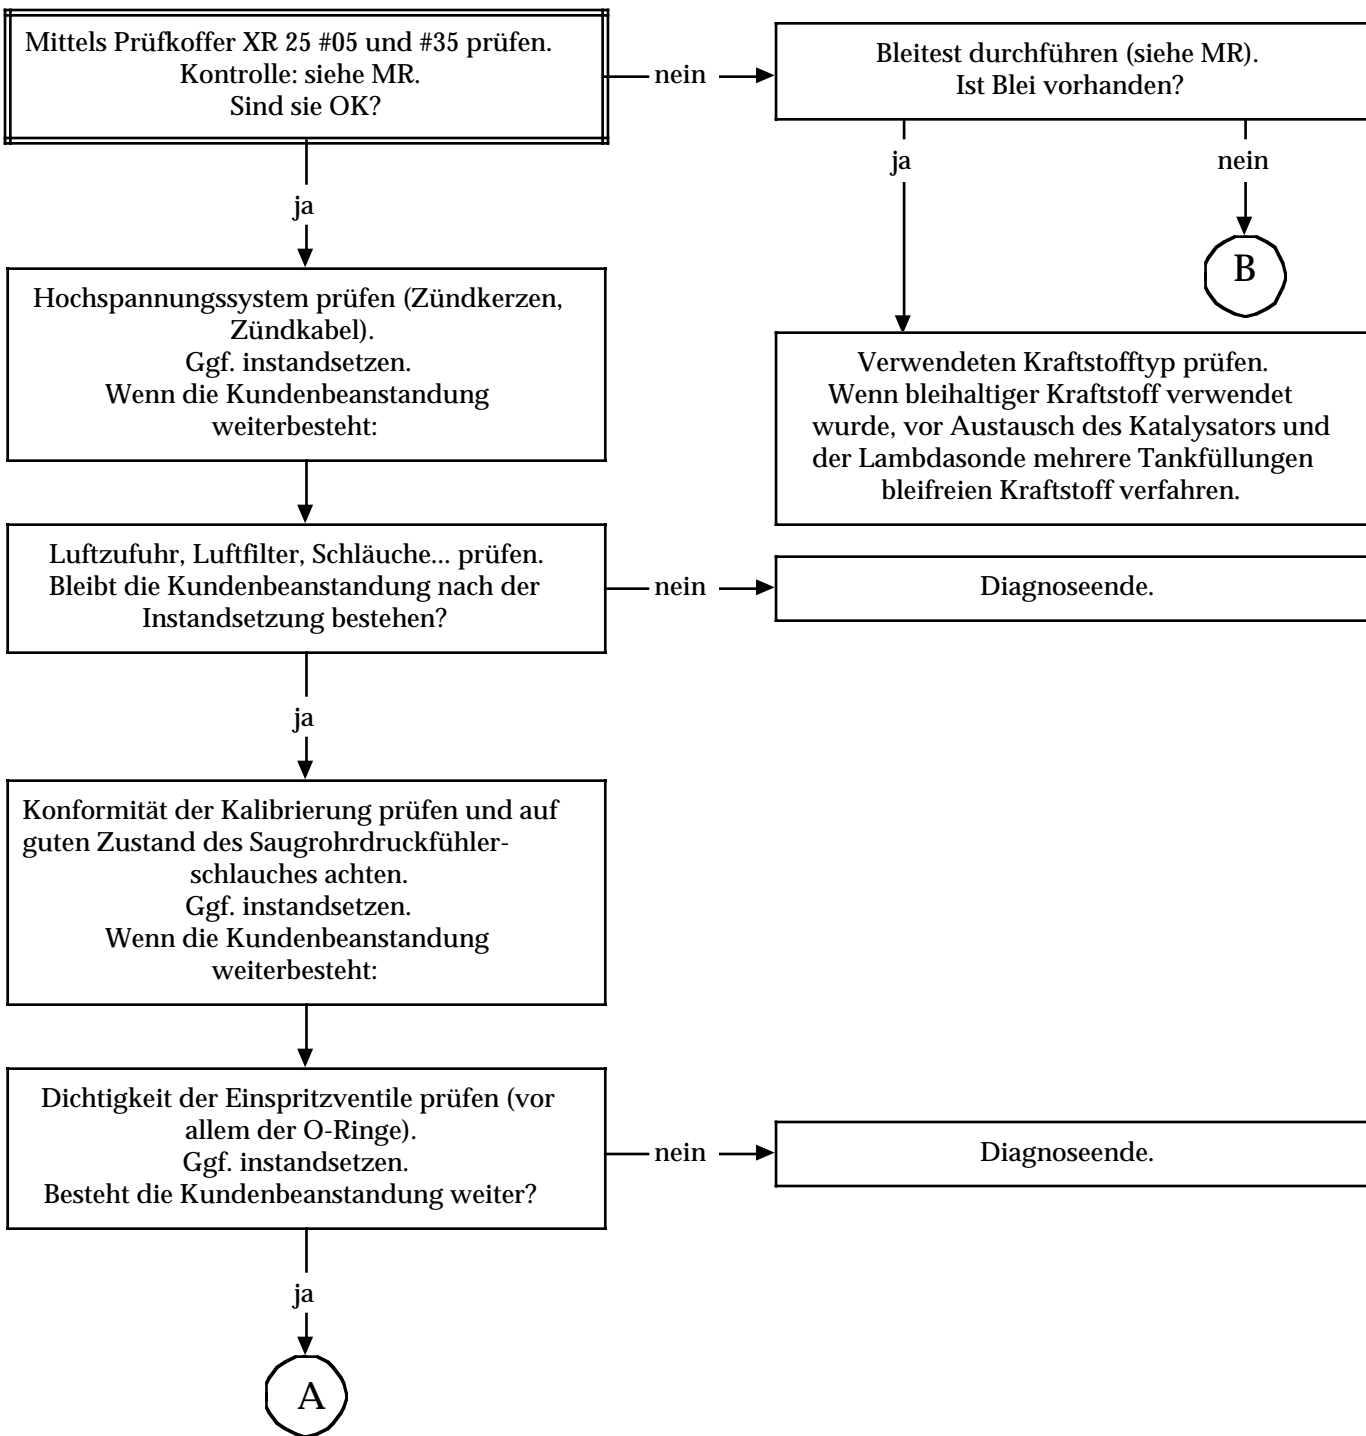 Mittels Prüfkoffer XR 25 #05 und #35 prüfen.
Kontrolle: siehe MR.
Sind sie OK?
nein
Bleitest durchführen (siehe MR).
Ist Blei vorhanden?
ja
nein
ja
B
Hochspannungssystem prüfen (Zündkerzen,
Zündkabel).
Ggf. instandsetzen.
Wenn die Kundenbeanstandung
weiterbesteht:
Verwendeten Kraftstofftyp prüfen.
Wenn bleihaltiger Kraftstoff verwendet
wurde, vor Austausch des Katalysators und
der Lambdasonde mehrere Tankfüllungen
bleifreien Kraftstoff verfahren.
Luftzufuhr, Luftfilter, Schläuche... prüfen.
Bleibt die Kundenbeanstandung nach der
Instandsetzung bestehen?
nein
Diagnoseende.
ja
Konformität der Kalibrierung prüfen und auf
guten Zustand des Saugrohrdruckfühler-
schlauches achten.
Ggf. instandsetzen.
Wenn die Kundenbeanstandung
weiterbesteht:
Dichtigkeit der Einspritzventile prüfen (vor
allem der O-Ringe).
Ggf. instandsetzen.
Besteht die Kundenbeanstandung weiter?
nein
Diagnoseende.
ja
A